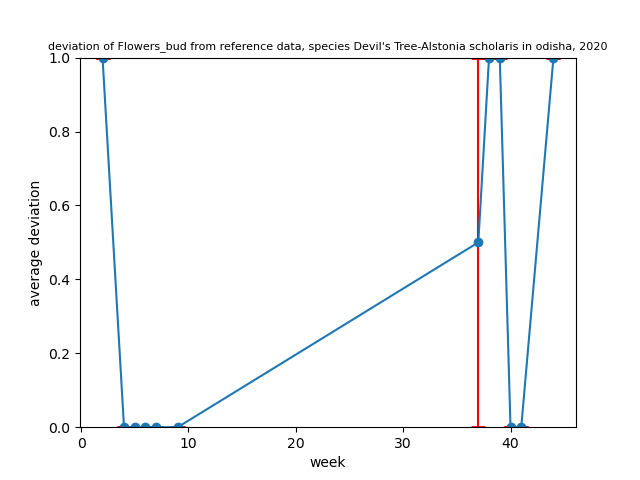 deviation of Flowers_bud from reference data, species Devil's Tree-Alstonia scholaris in odisha, 2020
1.0
0.8
0.6
0.4
0.2
0.0
average deviation
0 10 20 30 40
week